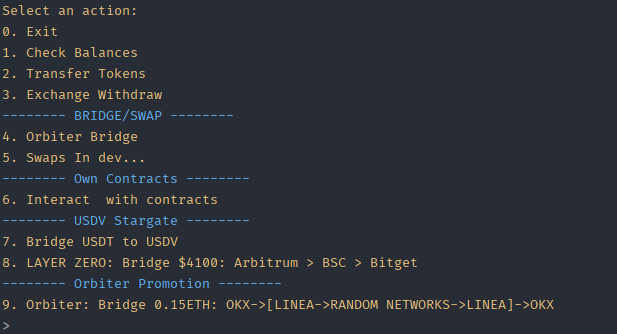 Select an action:
0. Exit
1. Check Balances
2. Transfer Tokens
3. Exchange Withdraw
-------- BRIDGE/SWAP --------
4. Orbiter Bridge
5. Swaps In dev...
-------- Own Contracts --------
6. Interact  with contracts
-------- USDV Stargate --------
7. Bridge USDT to USDV
8. LAYER ZERO: Bridge $4100: Arbitrum > BSC > Bitget
-------- Orbiter Promotion --------
9. Orbiter: Bridge 0.15ETH: OKX->[LINEA->RANDOM NETWORKS->LINEA]->OKX
>